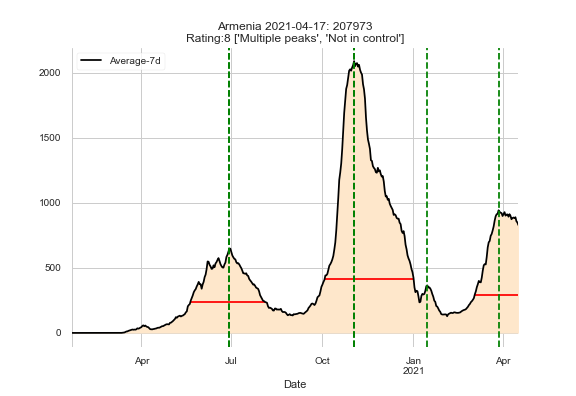 Armenia 2021-04-17: 207973
Rating:8 ['Multiple peaks', 'Not in control']
Average-7d
2000
1500
1000
500
0
Apr
Jul
Oct
Jan
2021
Apr
Date